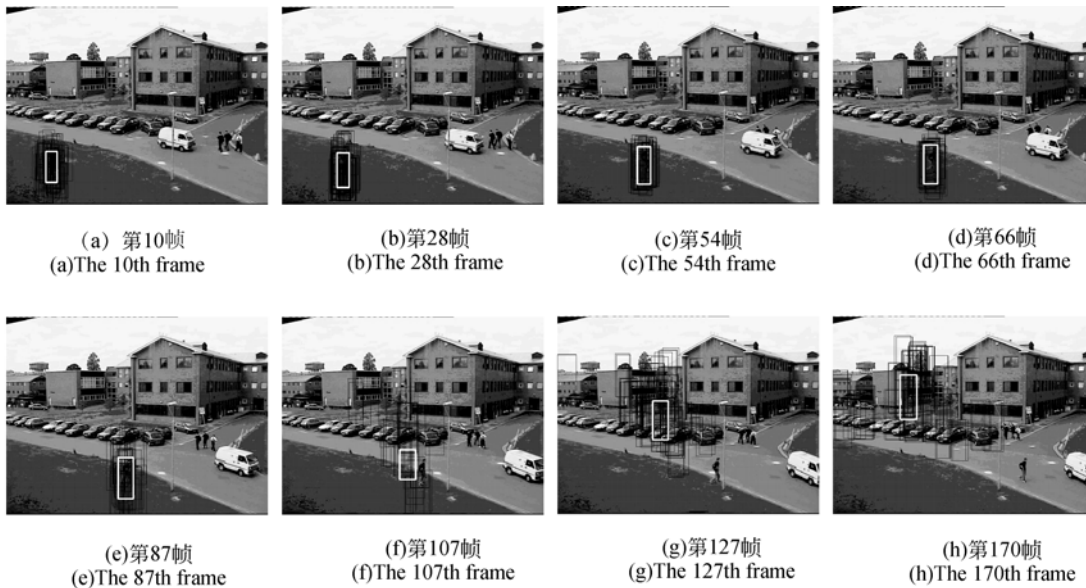 (a) 第10帧
(a)The 10th frame
(b)第28帧
(b)The 28th frame
(c)第54帧
(c)The 54th frame
(d)第66帧
(d)The 66th frame
(e)第87帧
(e)The 87th frame
(f)第107帧
(f)The 107th frame
(g)第127帧
(g)The 127th frame
(h)第170帧
(h)The 170th frame